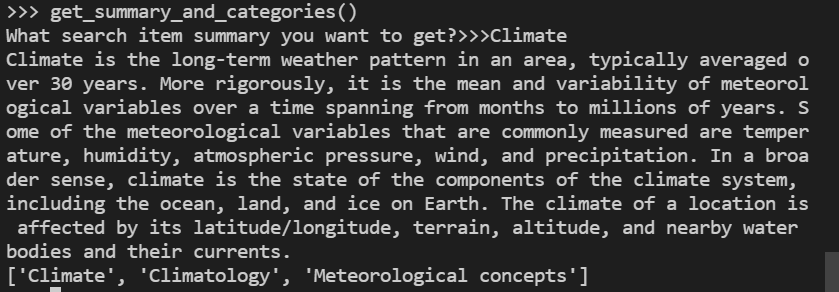 >>> get_summary_and_categories()
What search item summary you want to get?>>>Climate
Climate is the long-term weather pattern in an area, typically averaged o
ver 30 years. More rigorously, it is the mean and variability of meteorol
ogical variables over a time spanning from months to millions of years. S
ome of the meteorological variables that are commonly measured are temper
ature, humidity, atmospheric pressure, wind, and precipitation. In a broa
der sense, climate is the state of the components of the climate system,
including the ocean, land, and ice on Earth. The climate of a location is
 affected by its latitude/longitude, terrain, altitude, and nearby water
bodies and their currents.
['Climate', 'Climatology', 'Meteorological concepts']